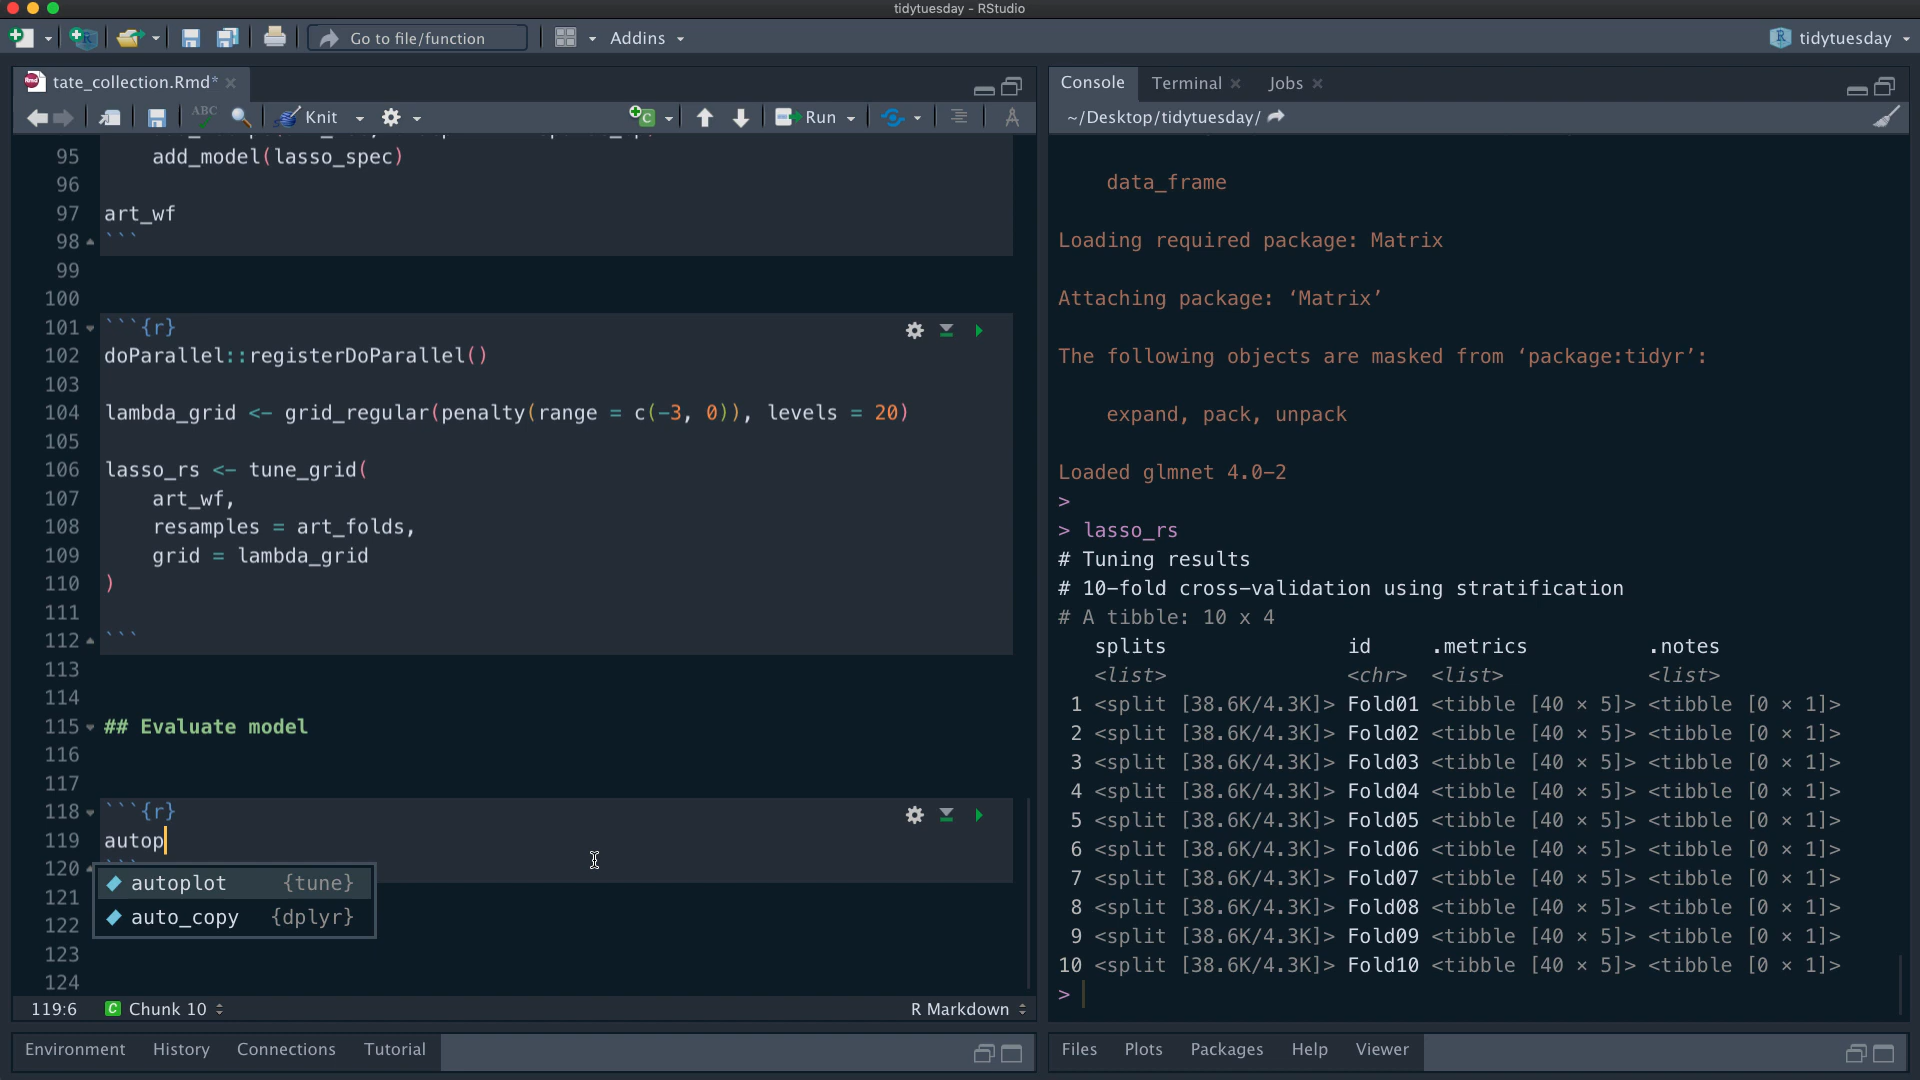 tidytuesday - RStudio
Go to file/function
Addins
tidytuesday
tate_collection.Rmd*
Knit
Run
95 add_model(lasso_spec)
96
97 art_wf
98 ```
99
100
101 ```{r}
102 doParallel::registerDoParallel()
103
104 lambda_grid <- grid_regular(penalty(range = c(-3, 0)), levels = 20)
105
106 lasso_rs <- tune_grid(
107 art_wf,
108 resamples = art_folds,
109 grid = lambda_grid
110 )
111
112 ```
113
114
115 ## Evaluate model
116
117
118 ```{r}
119 autop
120
autoplot {tune}
121
auto_copy {dplyr}
122
123
124
119:6 Chunk 10 R Markdown
Environment History Connections Tutorial
Console Terminal Jobs
~/Desktop/tidytuesday/
data_frame
Loading required package: Matrix
Attaching package: ‘Matrix’
The following objects are masked from ‘package:tidyr’:
expand, pack, unpack
Loaded glmnet 4.0-2
>
> lasso_rs
# Tuning results
# 10-fold cross-validation using stratification
# A tibble: 10 x 4
splits id .metrics .notes
<list> <chr> <list> <list>
1 <split [38.6K/4.3K]> Fold01 <tibble [40 × 5]> <tibble [0 × 1]>
2 <split [38.6K/4.3K]> Fold02 <tibble [40 × 5]> <tibble [0 × 1]>
3 <split [38.6K/4.3K]> Fold03 <tibble [40 × 5]> <tibble [0 × 1]>
4 <split [38.6K/4.3K]> Fold04 <tibble [40 × 5]> <tibble [0 × 1]>
5 <split [38.6K/4.3K]> Fold05 <tibble [40 × 5]> <tibble [0 × 1]>
6 <split [38.6K/4.3K]> Fold06 <tibble [40 × 5]> <tibble [0 × 1]>
7 <split [38.6K/4.3K]> Fold07 <tibble [40 × 5]> <tibble [0 × 1]>
8 <split [38.6K/4.3K]> Fold08 <tibble [40 × 5]> <tibble [0 × 1]>
9 <split [38.6K/4.3K]> Fold09 <tibble [40 × 5]> <tibble [0 × 1]>
10 <split [38.6K/4.3K]> Fold10 <tibble [40 × 5]> <tibble [0 × 1]>
>
Files Plots Packages Help Viewer